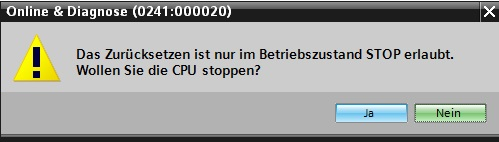 Online & Diagnose (0241:000020)
Das Zurücksetzen ist nur im Betriebszustand STOP erlaubt.
Wollen Sie die CPU stoppen?
Ja
Nein